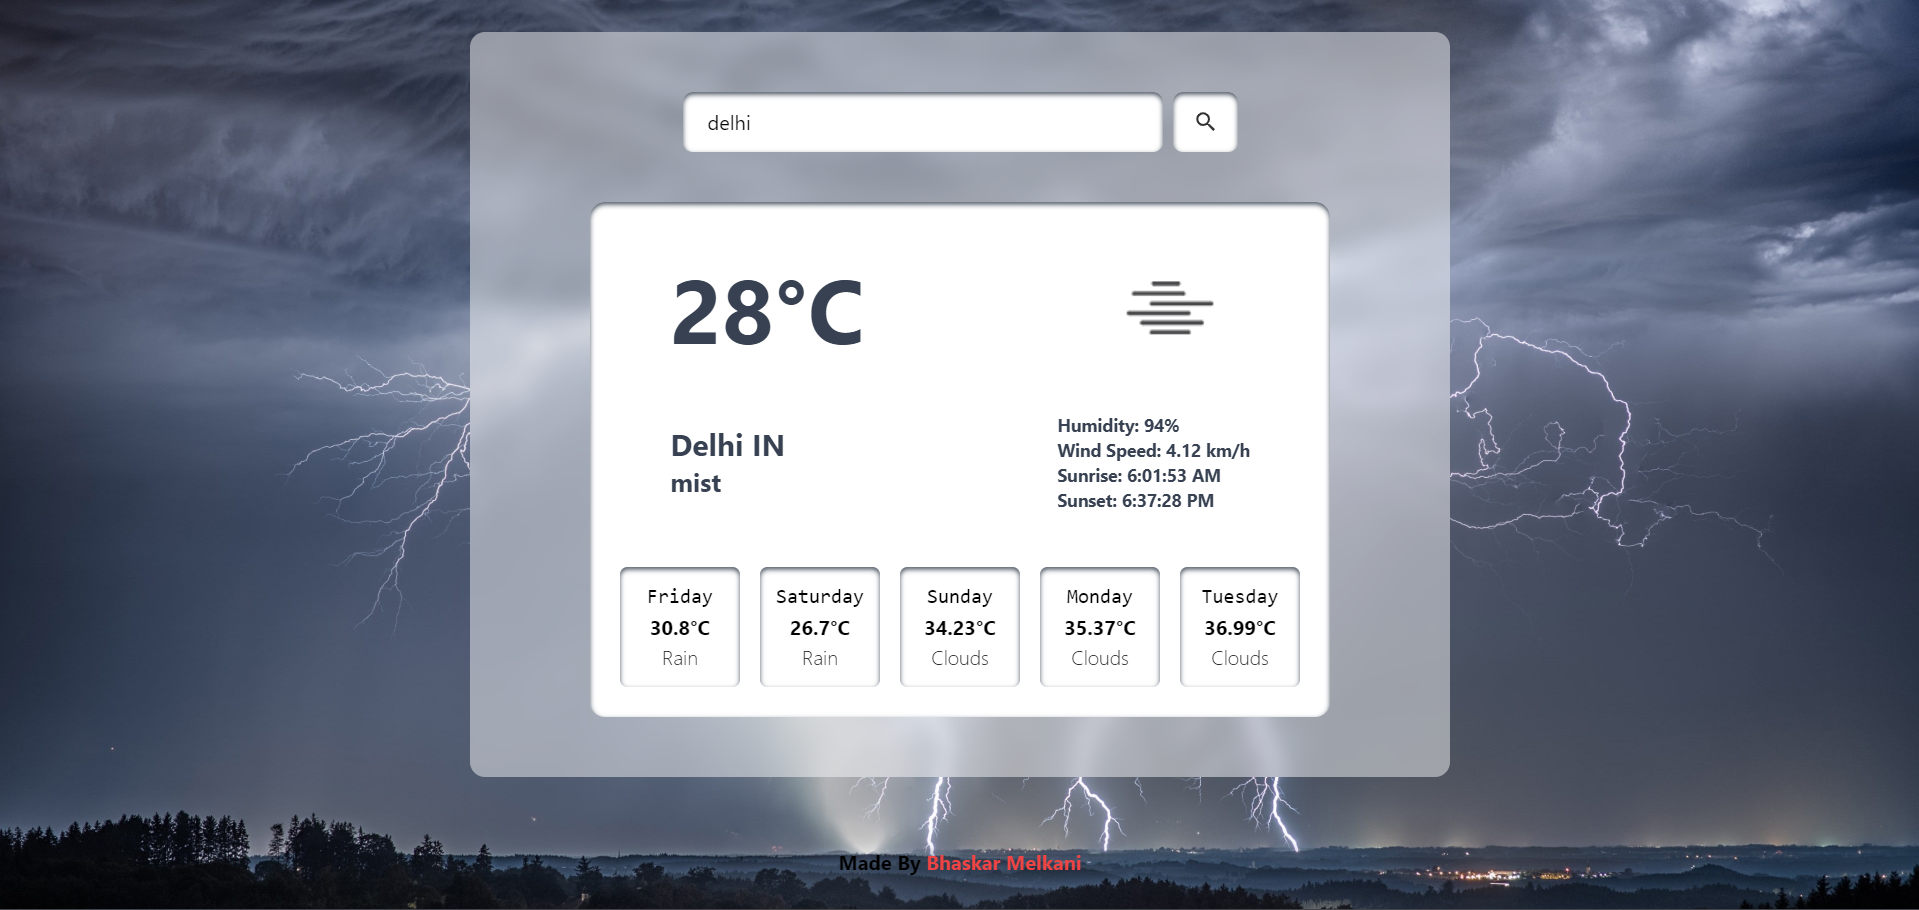 delhi
28°C
Delhi IN
mist
Humidity: 94%
Wind Speed: 4.12 km/h
Sunrise: 6:01:53 AM
Sunset: 6:37:28 PM
Friday
30.8°C
Rain
Saturday
26.7°C
Rain
Sunday
34.23°C
Clouds
Monday
35.37°C
Clouds
Tuesday
36.99°C
Clouds
Made By Bhaskar Melkani